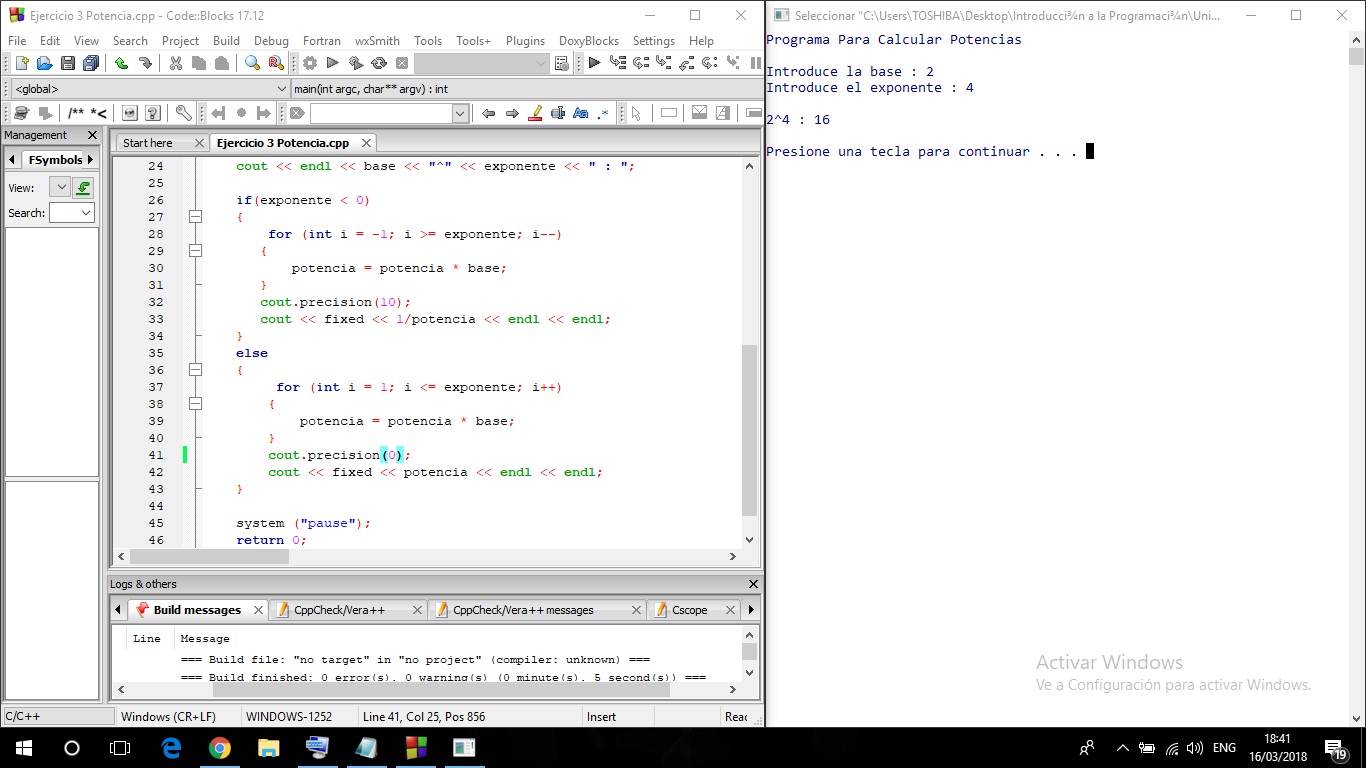 Ejercicio 3 Potencia.cpp - Code::Blocks 17.12
File Edit View Search Project Build Debug Fortran wxSmith Tools Tools+ Plugins DoxyBlocks Settings Help
<global>
main(int argc, char** argv) : int
/** *<
Aa .*
Management
FSymbols
View:
Search:
Start here
Ejercicio 3 Potencia.cpp
24 cout << endl << base << "^" << exponente << " : ";
25
26 if(exponente < 0)
27 {
28 for (int i = -1; i >= exponente; i--)
29 {
30 potencia = potencia * base;
31 }
32 cout.precision(10);
33 cout << fixed << 1/potencia << endl << endl;
34 }
35 else
36 {
37 for (int i = 1; i <= exponente; i++)
38 {
39 potencia = potencia * base;
40 }
41 cout.precision(0);
42 cout << fixed << potencia << endl << endl;
43 }
44
45 system ("pause");
46 return 0;
Logs & others
Build messages
CppCheck/Vera++
CppCheck/Vera++ messages
Cscope
Line Message
=== Build file: "no target" in "no project" (compiler: unknown) ===
=== Build finished: 0 error(s), 0 warning(s) (0 minute(s), 5 second(s)) ===
C/C++
Windows (CR+LF)
WINDOWS-1252
Line 41, Col 25, Pos 856
Insert
Reac
Seleccionar "C:\Users\TOSHIBA\Desktop\Introducci¾n a la Programaci¾n\Uni...
Programa Para Calcular Potencias
Introduce la base : 2
Introduce el exponente : 4
2^4 : 16
Presione una tecla para continuar . . .
Activar Windows
Ve a Configuración para activar Windows.
ENG
18:41
16/03/2018
19